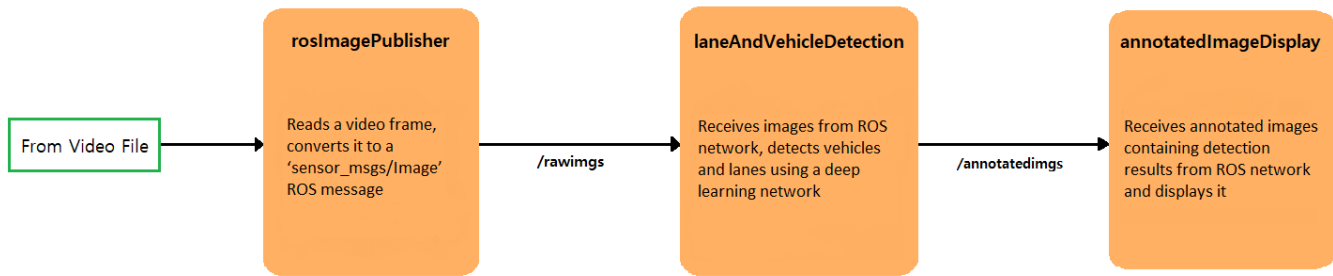 From Video File
rosImagePublisher
Reads a video frame,
converts it to a
‘sensor_msgs/Image’
ROS message
/rawimgs
laneAndVehicleDetection
Receives images from ROS
network, detects vehicles
and lanes using a deep
learning network
/annotatedimgs
annotatedImageDisplay
Receives annotated images
containing detection
results from ROS network
and displays it